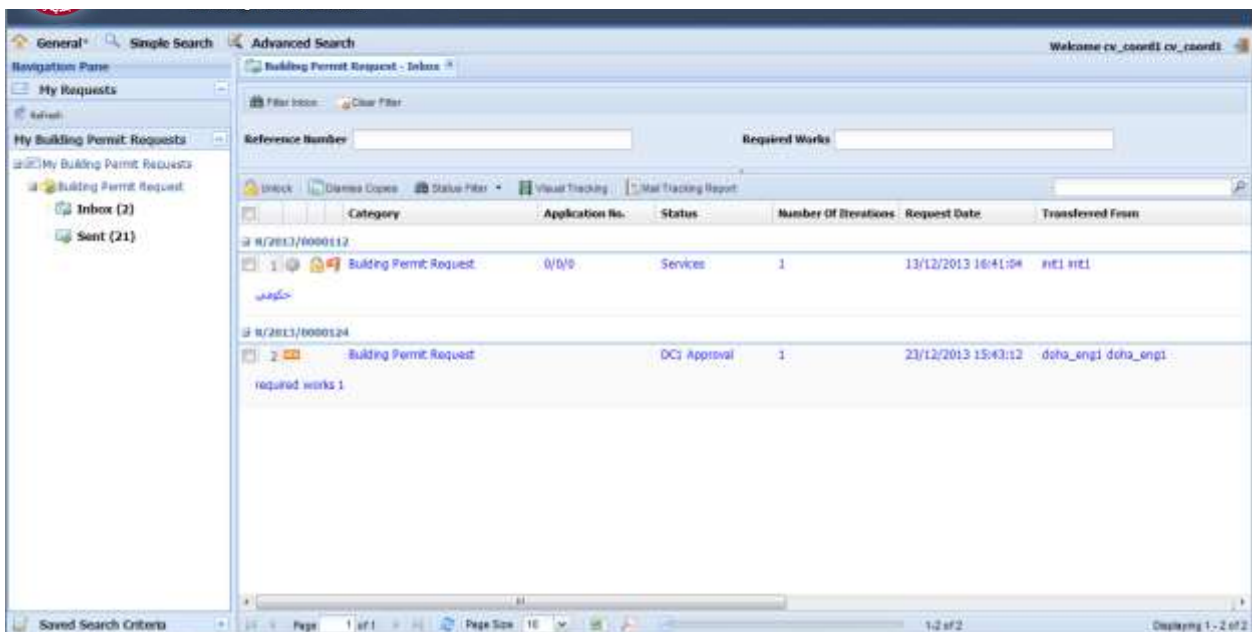 General Simple Search Advanced Search Welcome cv_coord1 cv_coord1
Navigation Pane Building Permit Request - Inbox
My Requests
Filter Inbox Clear Filter
Refresh
My Building Permit Requests Reference Number Required Works
My Building Permit Requests
Building Permit Request Unlock Dismiss Copies Status Filter Visual Tracking Mail Tracking Report
Inbox (2) Category Application No. Status Number Of Iterations Request Date Transferred From
Sent (21)
R/2013/0000112
1 Building Permit Request 0/0/0 Services 1 13/12/2013 16:41:04 init1 init1
حكومي
R/2013/0000124
2 Building Permit Request DC1 Approval 1 23/12/2013 15:43:12 doha_eng1 doha_eng1
required works 1
Saved Search Criteria Page 1 of 1 Page Size 10 1-2 of 2 Displaying 1 - 2 of 2